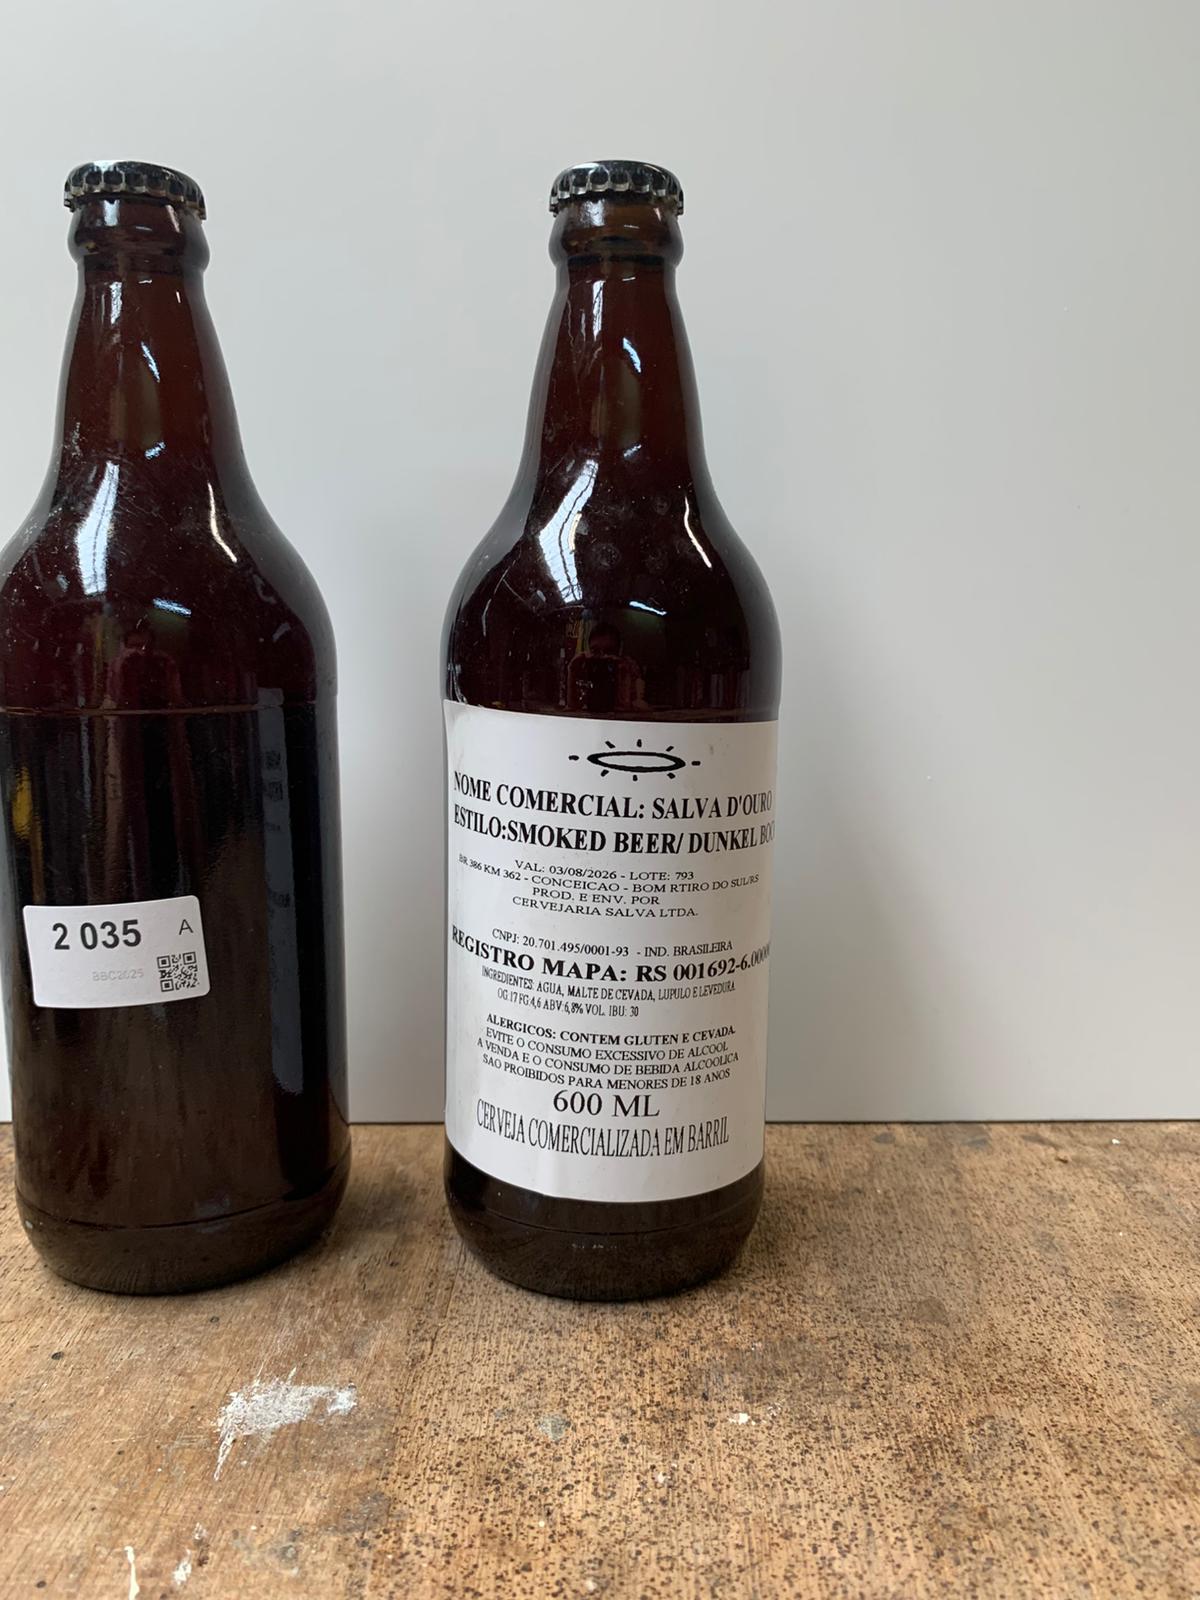 2 035 A
BBC2025
NOME COMERCIAL: SALVA D'OURO
ESTILO:SMOKED BEER/ DUNKEL
VAL: 03/08/2026 - LOTE: 793
BR 386 KM 362 - CONCEICAO - BOM RTIRO DO SUL/RS
PROD. E ENV. POR
CERVEJARIA SALVA LTDA.
CNPJ: 20.701.495/0001-93 - IND. BRASILEIRA
REGISTRO MAPA: RS 001692-6.0000
INGREDIENTES: AGUA, MALTE DE CEVADA, LUPULO E LEVEDURA
OG:17 FG:4,6 ABV:6,8% VOL. IBU: 30
ALERGICOS: CONTEM GLUTEN E CEVADA.
EVITE O CONSUMO EXCESSIVO DE ALCOOL
A VENDA E O CONSUMO DE BEBIDA ALCOOLICA
SAO PROIBIDOS PARA MENORES DE 18 ANOS
600 ML
CERVEJA COMERCIALIZADA EM BARRIL